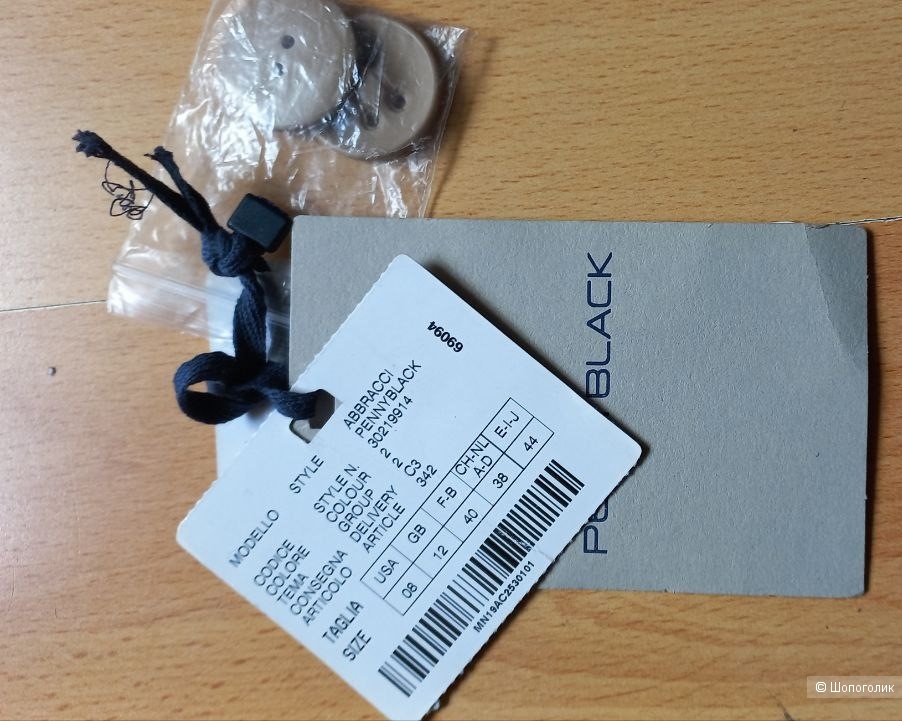 69094
MODELLO STYLE ABBRACCI
PENNYBLACK
CODICE STYLE N. 30219914
COLORE COLOUR 2
TEMA GROUP 2
CONSEGNA DELIVERY C3
ARTICOLO ARTICLE 342
TAGLIA USA GB F-B CH-NL A-D E-I-J
SIZE 08 12 40 38 44
MN19AC2530101
BLACK
© Шопоголик